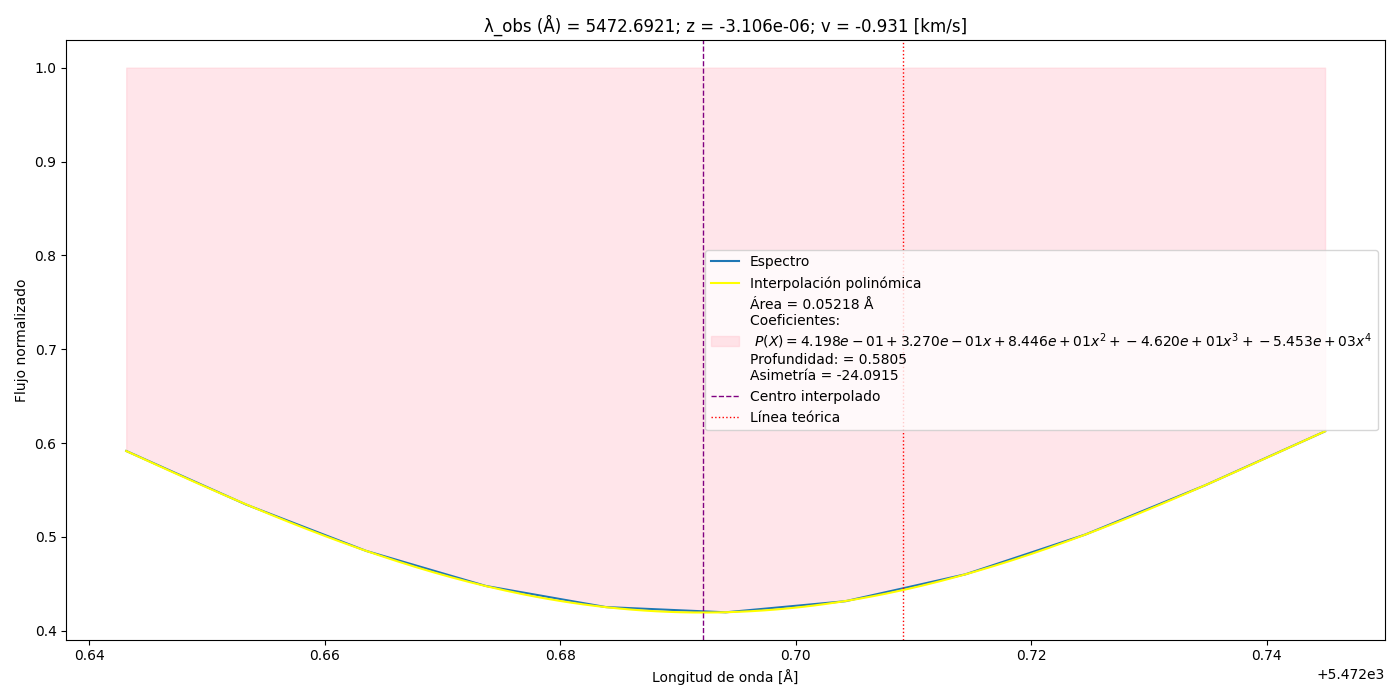 λ_obs (Å) = 5472.6921; z = -3.106e-06; v = -0.931 [km/s]
Flujo normalizado
1.0
0.9
0.8
0.7
0.6
0.5
0.4
Espectro
Interpolación polinómica
Área = 0.05218 Å
Coeficientes:
P(X) = 4.198e − 01 + 3.270e − 01x + 8.446e + 01x² + − 4.620e + 01x³ + − 5.453e + 03x⁴
Profundidad: = 0.5805
Asimetría = -24.0915
Centro interpolado
Línea teórica
0.64 0.66 0.68 0.70 0.72 0.74
+5.472e3
Longitud de onda [Å]